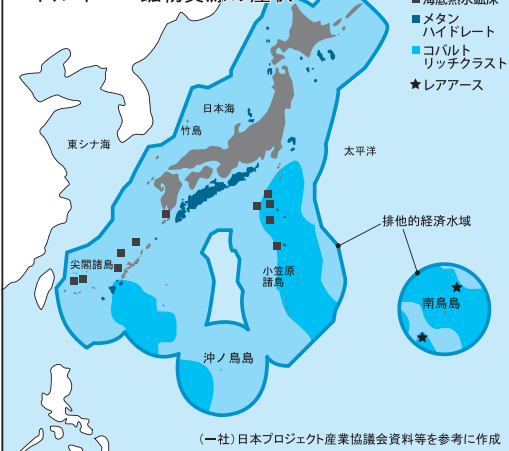 海底熱水鉱床
メタン
ハイドレート
コバルト
リッチクラスト
レアアース
日本海
竹島
東シナ海
太平洋
排他的経済水域
尖閣諸島
小笠原
諸島
南鳥島
沖ノ鳥島
(一社)日本プロジェクト産業協議会資料等を参考に作成